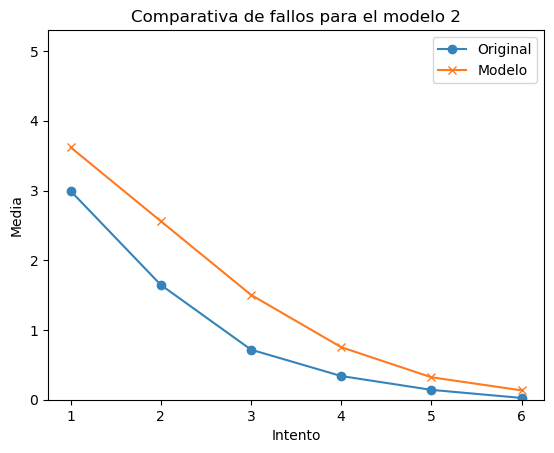 Comparativa de fallos para el modelo 2
Original
Modelo
5
4
3
2
1
0
Media
1 2 3 4 5 6
Intento